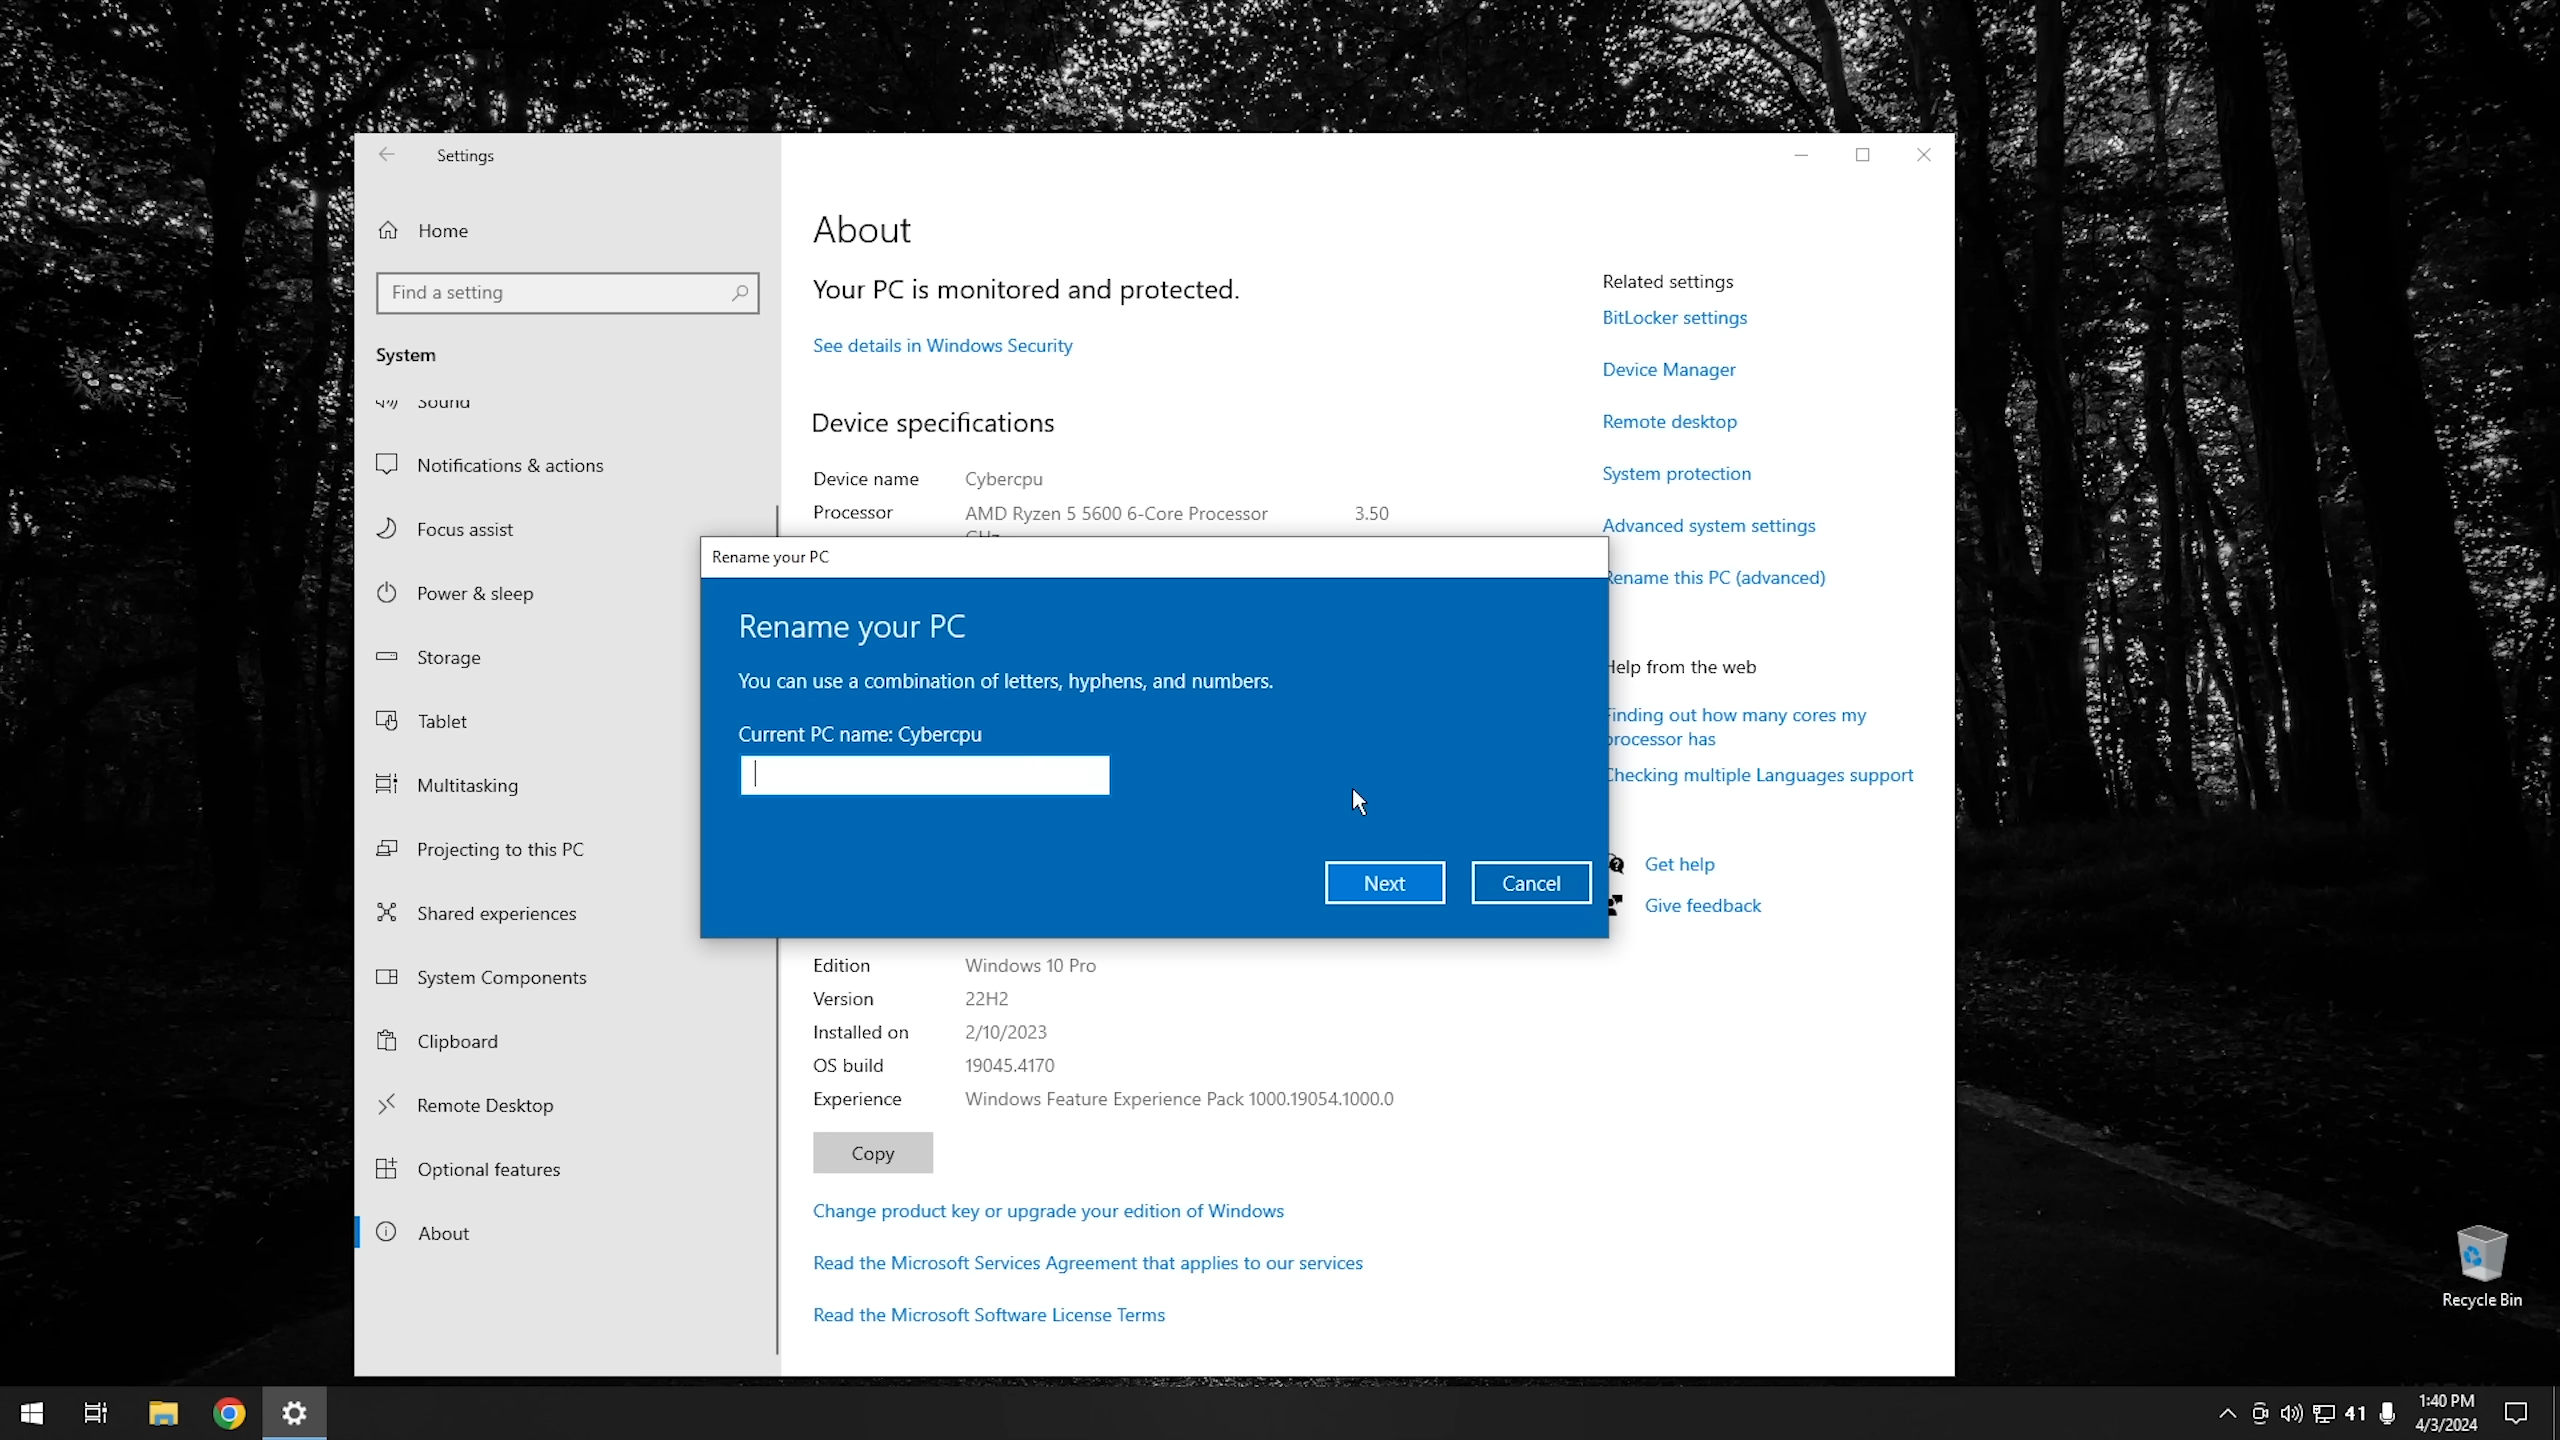 Settings
Home
Find a setting
System
Sound
Notifications & actions
Focus assist
Power & sleep
Storage
Tablet
Multitasking
Projecting to this PC
Shared experiences
System Components
Clipboard
Remote Desktop
Optional features
About
About
Your PC is monitored and protected.
See details in Windows Security
Device specifications
Device name Cybercpu
Processor AMD Ryzen 5 5600 6-Core Processor 3.50
GHz
Rename your PC
Rename your PC
You can use a combination of letters, hyphens, and numbers.
Current PC name: Cybercpu
Next Cancel
Edition Windows 10 Pro
Version 22H2
Installed on 2/10/2023
OS build 19045.4170
Experience Windows Feature Experience Pack 1000.19054.1000.0
Copy
Change product key or upgrade your edition of Windows
Read the Microsoft Services Agreement that applies to our services
Read the Microsoft Software License Terms
Related settings
BitLocker settings
Device Manager
Remote desktop
System protection
Advanced system settings
Rename this PC (advanced)
Help from the web
Finding out how many cores my
processor has
Checking multiple Languages support
Get help
Give feedback
Recycle Bin
41
1:40 PM
4/3/2024